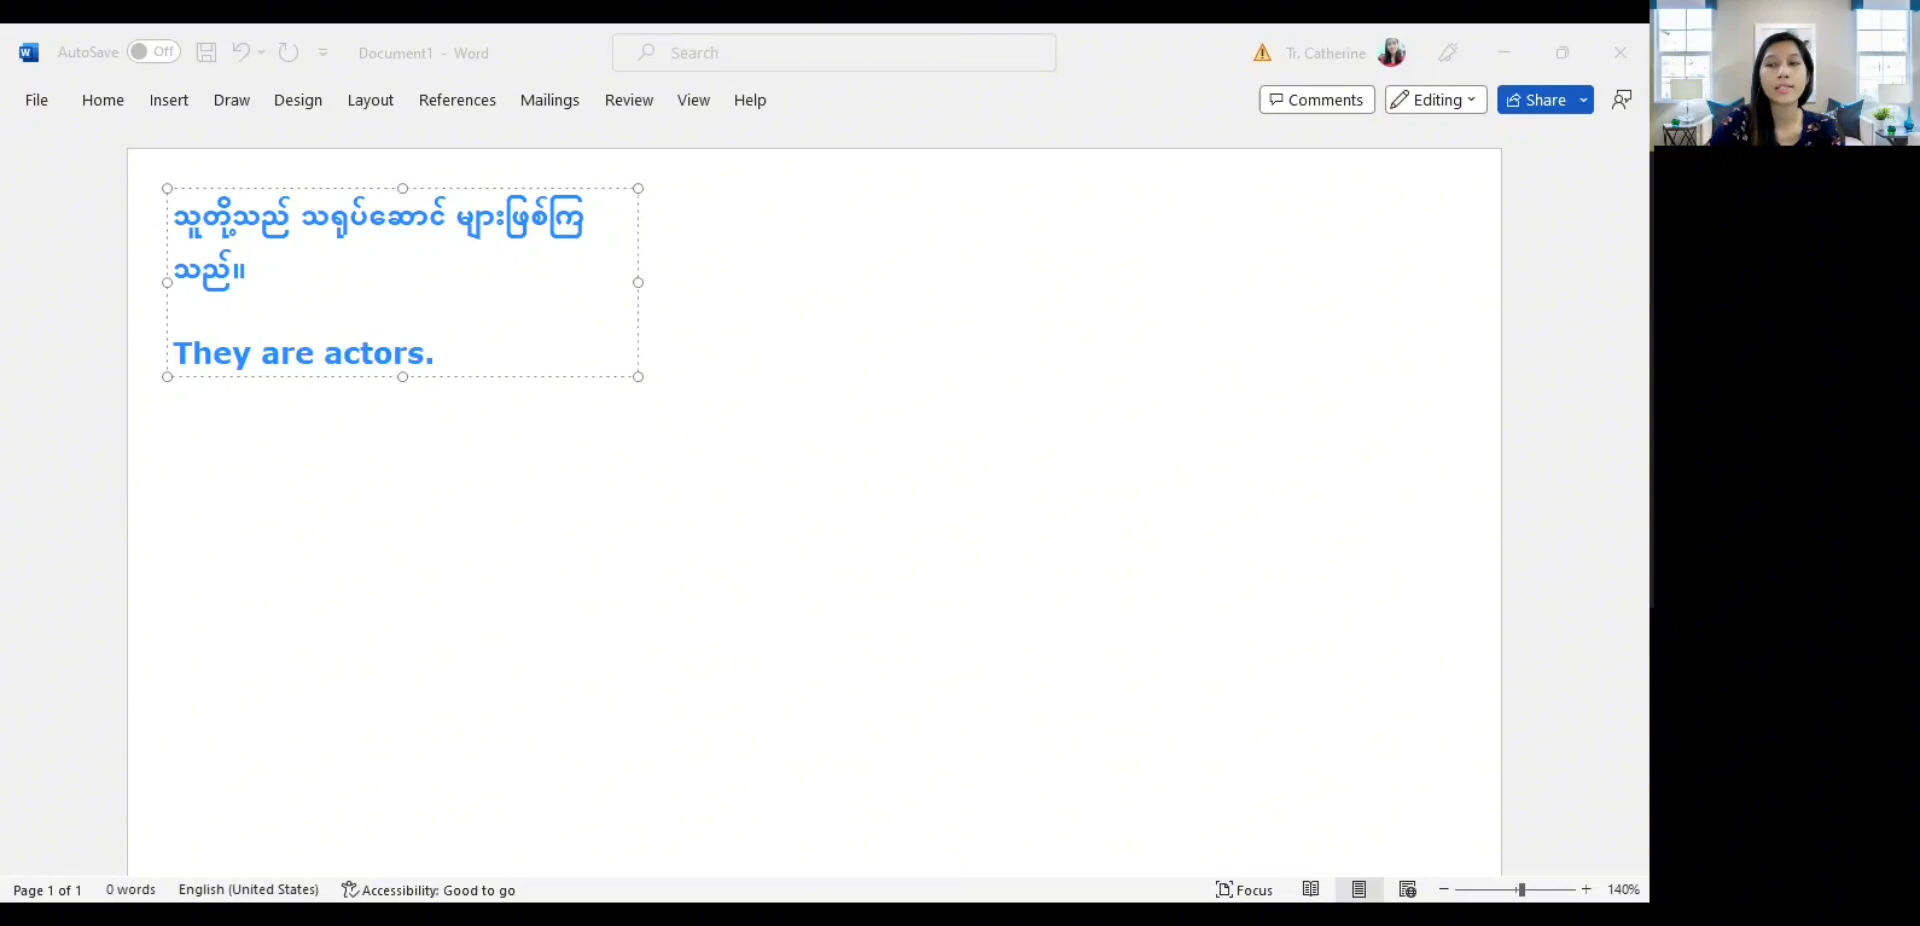 AutoSave Off Document1 - Word Search Tr. Catherine
File Home Insert Draw Design Layout References Mailings Review View Help Comments Editing Share
သူတို့သည် သရုပ်ဆောင် များဖြစ်ကြ
သည်။
They are actors.
Page 1 of 1 0 words English (United States) Accessibility: Good to go Focus 140%